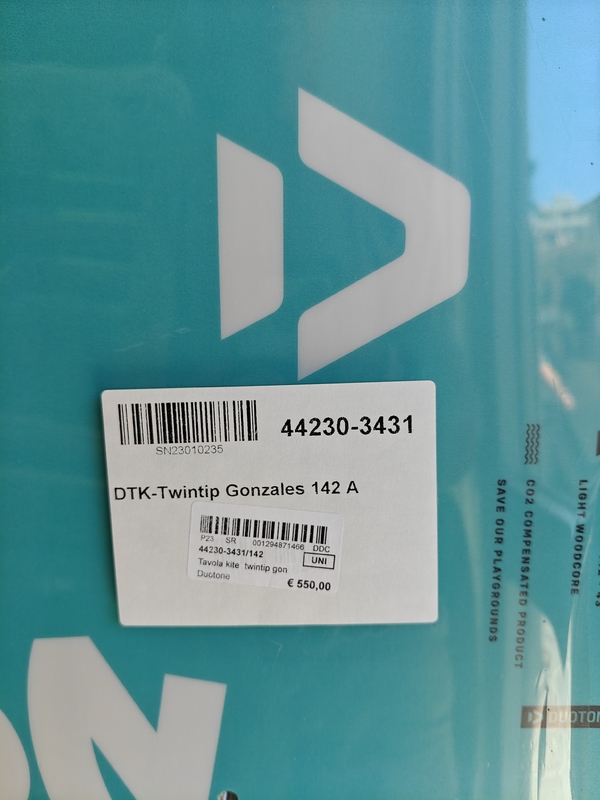 44230-3431
SN23010235
DTK-Twintip Gonzales 142 A
P23 SR 001294871466 DDC
44230-3431/142
UNI
Tavola kite twintip gon
Duotone
€ 550,00
SAVE OUR PLAYGROUNDS
CO2 COMPENSATED PRODUCT
LIGHT WOODCORE
DUOTON
ON